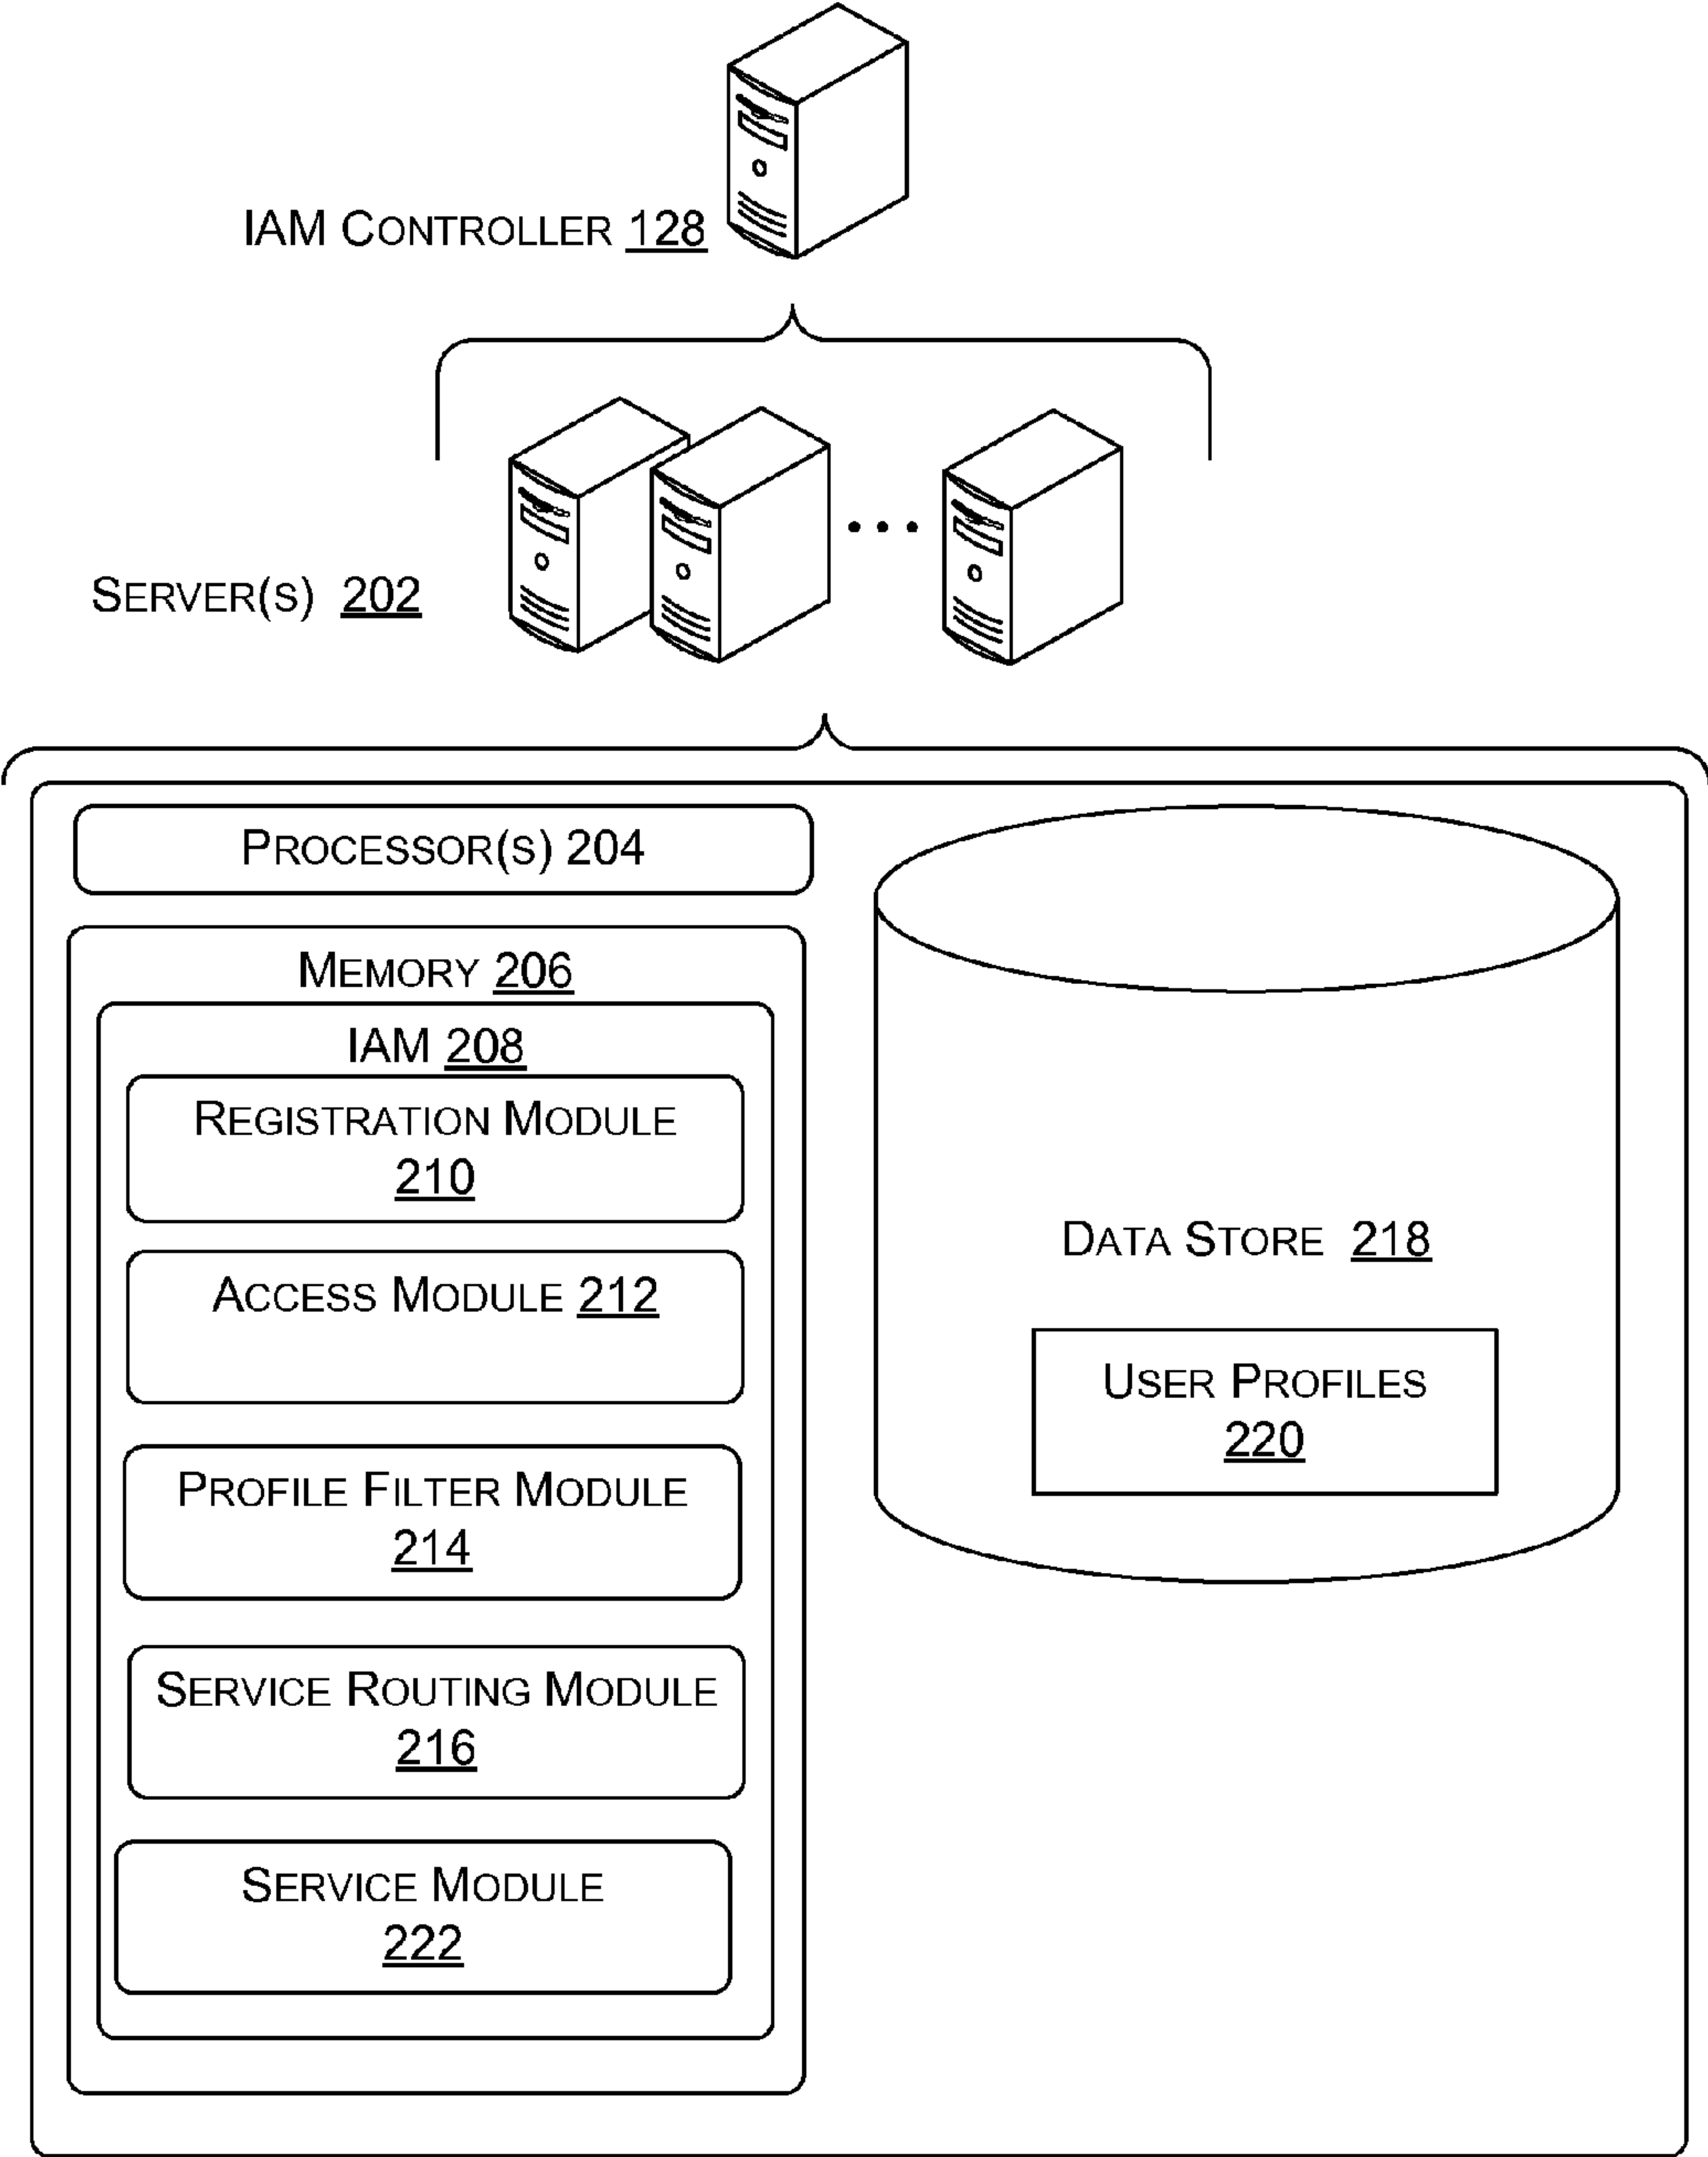 IAM CONTROLLER 128
SERVER(S) 202
PROCESSOR(S) 204
MEMORY 206
IAM 208
REGISTRATION MODULE
210
ACCESS MODULE 212
PROFILE FILTER MODULE
214
SERVICE ROUTING MODULE
216
SERVICE MODULE
222
DATA STORE 218
USER PROFILES
220